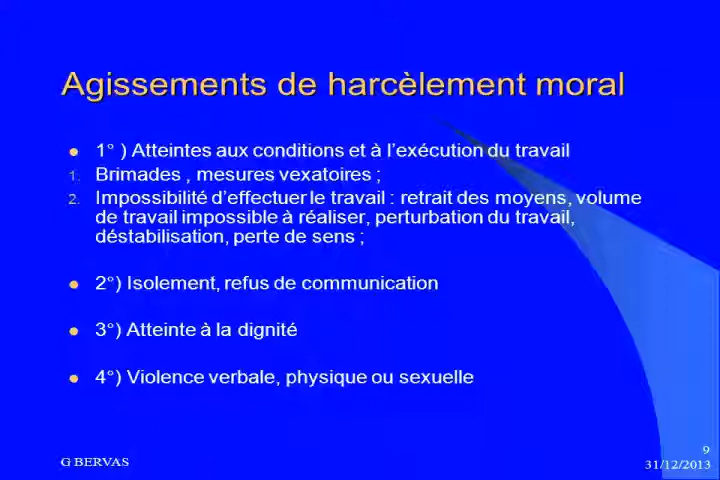 Agissements de harcèlement moral
● 1° ) Atteintes aux conditions et à l'exécution du travail
1. Brimades , mesures vexatoires ;
2. Impossibilité d'effectuer le travail : retrait des moyens, volume
de travail impossible à réaliser, perturbation du travail,
déstabilisation, perte de sens ;
● 2°) Isolement, refus de communication
● 3°) Atteinte à la dignité
● 4°) Violence verbale, physique ou sexuelle
G BERVAS
9
31/12/2013